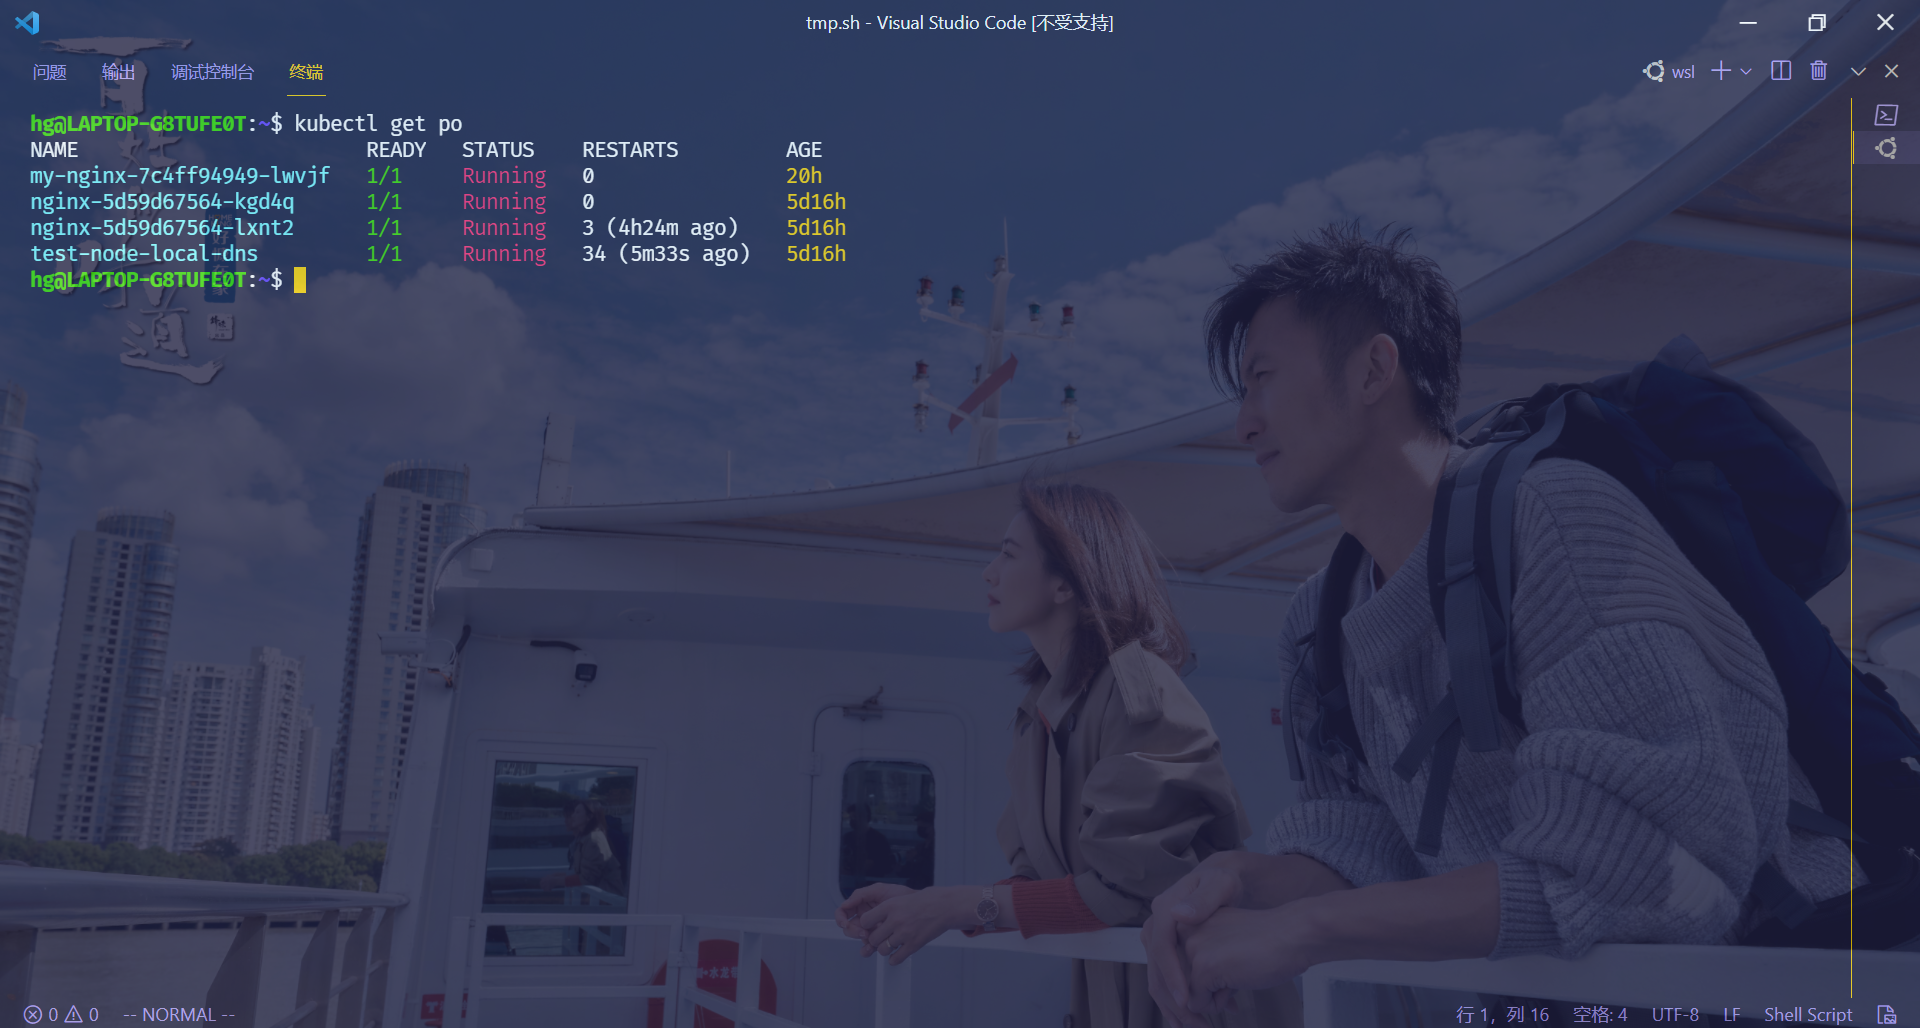 tmp.sh - Visual Studio Code [不受支持]
问题 输出 调试控制台 终端 wsl
hg@LAPTOP-G8TUFE0T:~$ kubectl get po
NAME READY STATUS RESTARTS AGE
my-nginx-7c4ff94949-lwvjf 1/1 Running 0 20h
nginx-5d59d67564-kgd4q 1/1 Running 0 5d16h
nginx-5d59d67564-lxnt2 1/1 Running 3 (4h24m ago) 5d16h
test-node-local-dns 1/1 Running 34 (5m33s ago) 5d16h
hg@LAPTOP-G8TUFE0T:~$
0 0 -- NORMAL -- 行 1，列 16 空格: 4 UTF-8 LF Shell Script